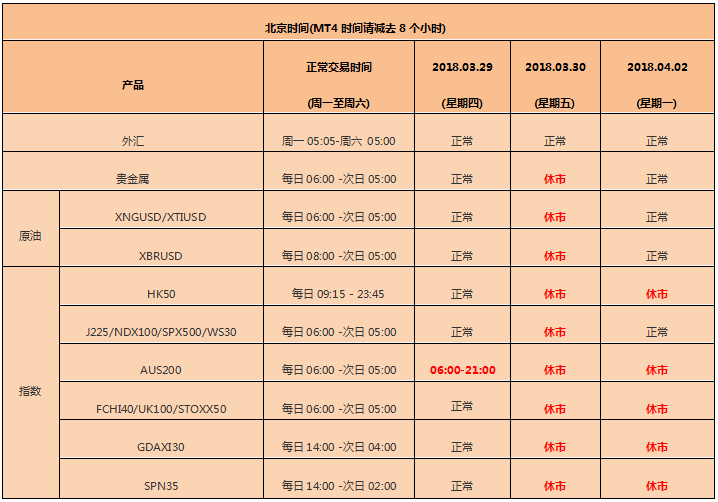 北京时间(MT4 时间请减去 8 个小时)
产品 正常交易时间 (周一至周六) 2018.03.29 (星期四) 2018.03.30 (星期五) 2018.04.02 (星期一)
外汇 周一 05:05-周六 05:00 正常 正常 正常
贵金属 每日 06:00 -次日 05:00 正常 休市 正常
原油 XNGUSD/XTIUSD 每日 06:00 -次日 05:00 正常 休市 正常
XBRUSD 每日 08:00 -次日 05:00 正常 休市 正常
指数 HK50 每日 09:15 - 23:45 正常 休市 休市
J225/NDX100/SPX500/WS30 每日 06:00 -次日 05:00 正常 休市 正常
AUS200 每日 06:00 -次日 05:00 06:00-21:00 休市 休市
FCHI40/UK100/STOXX50 每日 06:00 -次日 05:00 正常 休市 休市
GDAXI30 每日 14:00 -次日 04:00 正常 休市 休市
SPN35 每日 14:00 -次日 02:00 正常 休市 休市